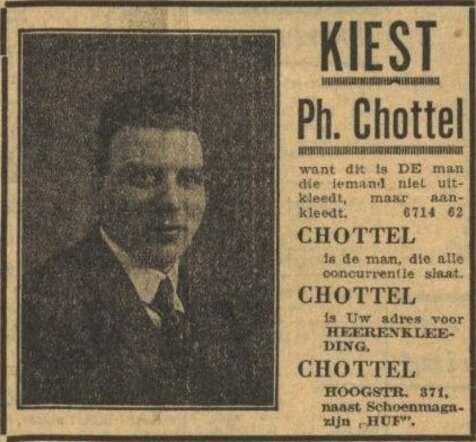 KIEST
Ph. Chottel
want dit is DE man
die iemand niet uit-
kleedt, maar aan-
kleedt. 6714 62
CHOTTEL
is de man, die alle
concurrentie slaat.
CHOTTEL
is Uw adres voor
HEERENKLEE-
DING.
CHOTTEL
HOOGSTR. 371,
naast Schoenmaga-
zijn „HUF".